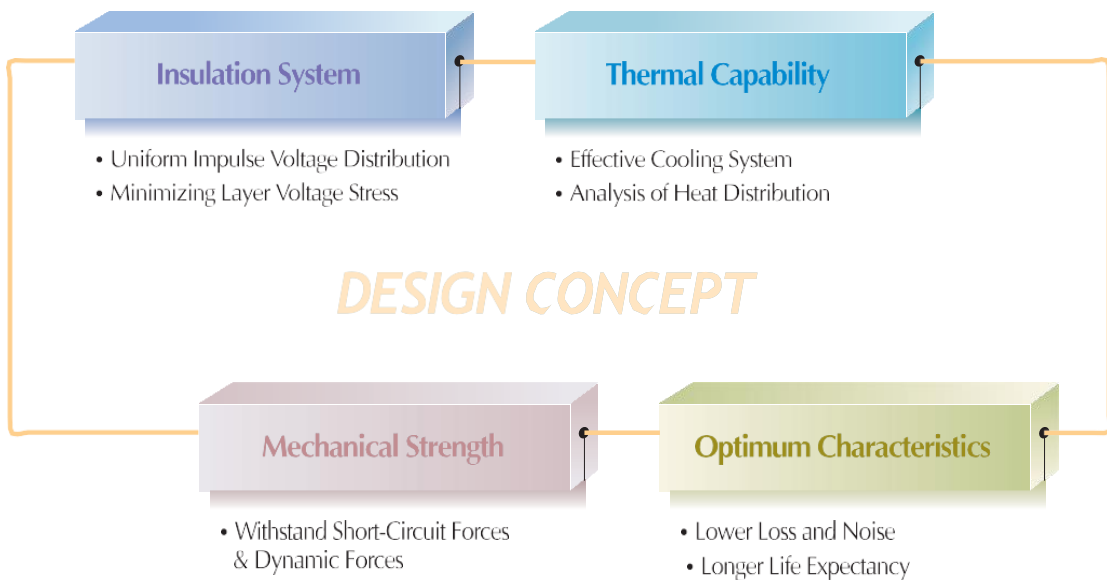 Insulation System
• Uniform Impulse Voltage Distribution
• Minimizing Layer Voltage Stress
Thermal Capability
• Effective Cooling System
• Analysis of Heat Distribution
DESIGN CONCEPT
Mechanical Strength
• Withstand Short-Circuit Forces
& Dynamic Forces
Optimum Characteristics
• Lower Loss and Noise
• Longer Life Expectancy